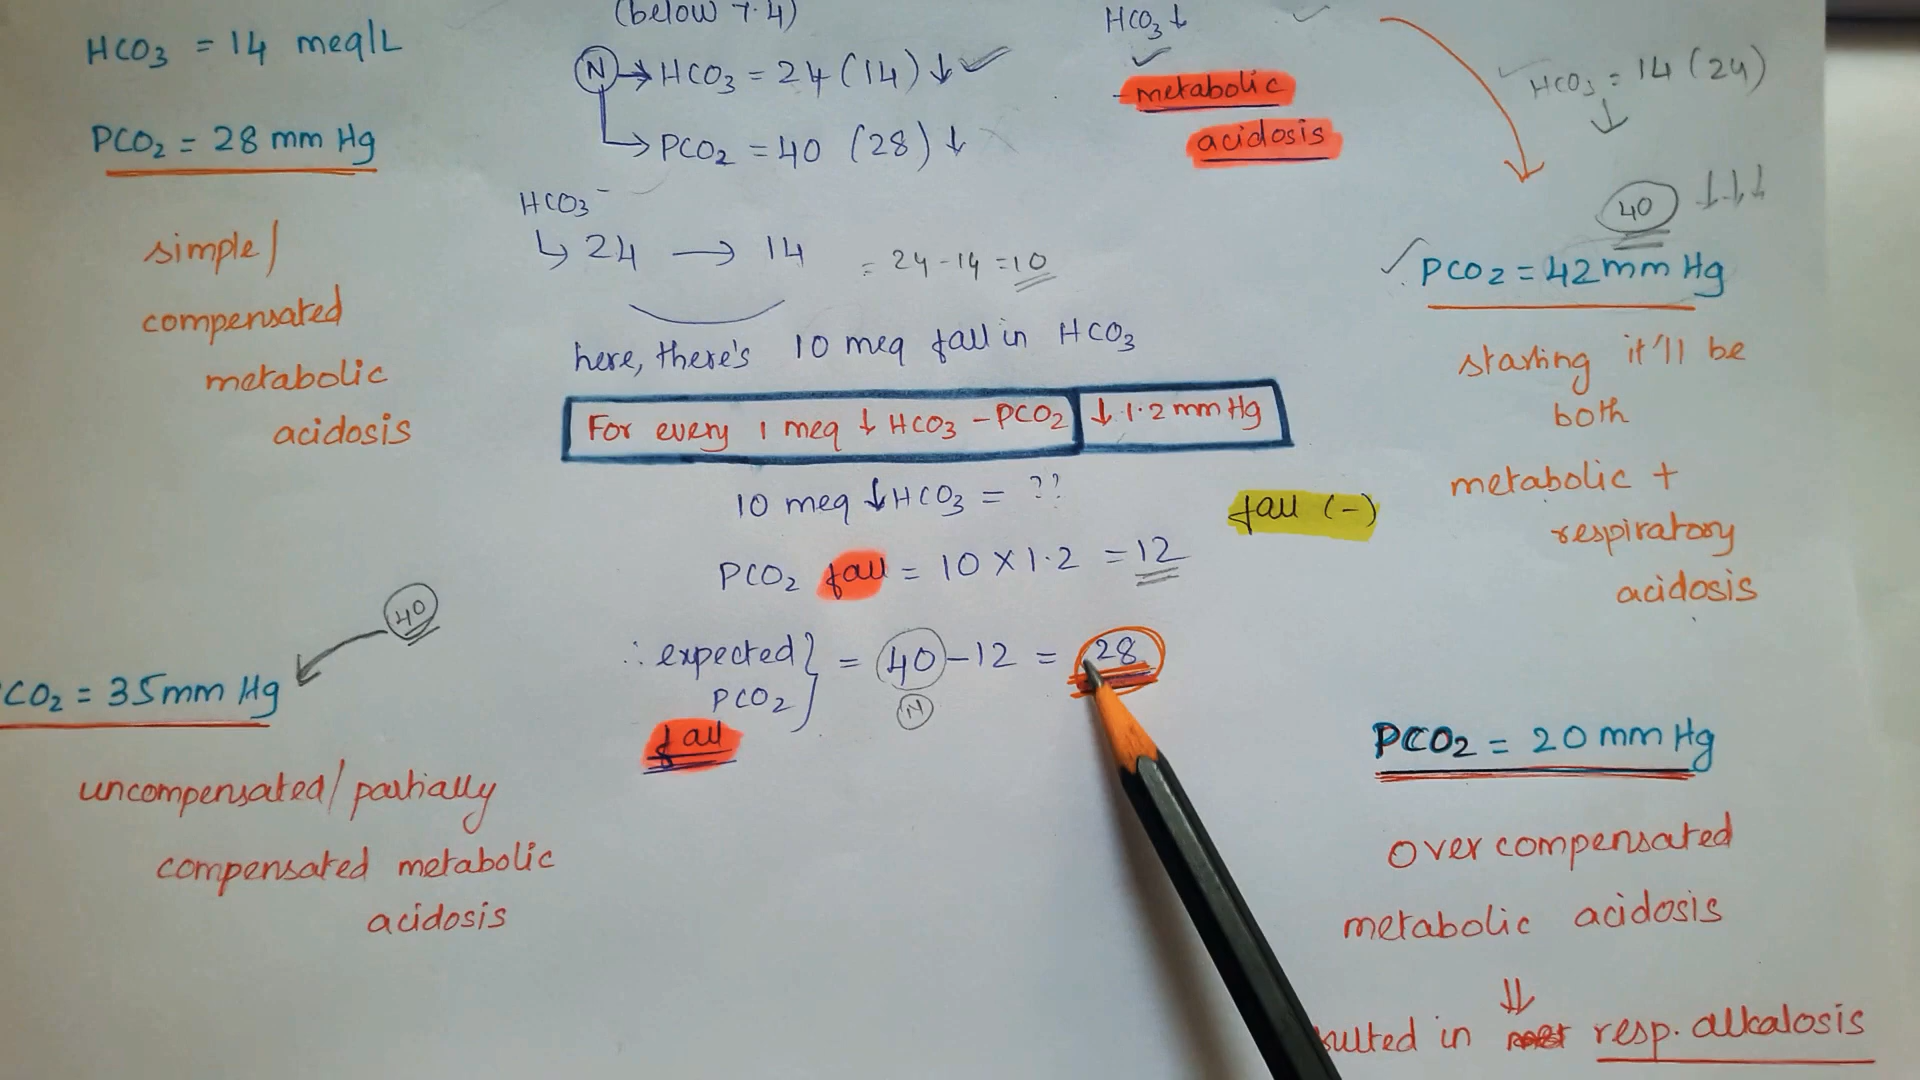 HCO3 = 14 meq/L
PCO2 = 28 mm Hg
simple/
compensated
metabolic
acidosis
(below 7.4)
N → HCO3 = 24 (14) ↓ ✓
↳ PCO2 = 40 (28) ↓
HCO3⁻
↳ 24 → 14 = 24-14 = 10
here, there's 10 meq fall in HCO3
For every 1 meq ↓ HCO3 - PCO2 ↓ 1.2 mm Hg
10 meq ↓ HCO3 = ??
fall (-)
PCO2 fall = 10 X 1.2 = 12
∴ expected PCO2 } = 40 - 12 = 28
N
fall
HCO3 ↓
✓
- metabolic
acidosis
✓ HCO3 = 14 (24)
↓
40 ↓↓↓
✓ PCO2 = 42 mm Hg
starting it'll be
both
metabolic +
respiratory
acidosis
40
CO2 = 35 mm Hg
uncompensated/partially
compensated metabolic
acidosis
PCO2 = 20 mm Hg
over compensated
metabolic acidosis
⇓
sulted in resp. alkalosis